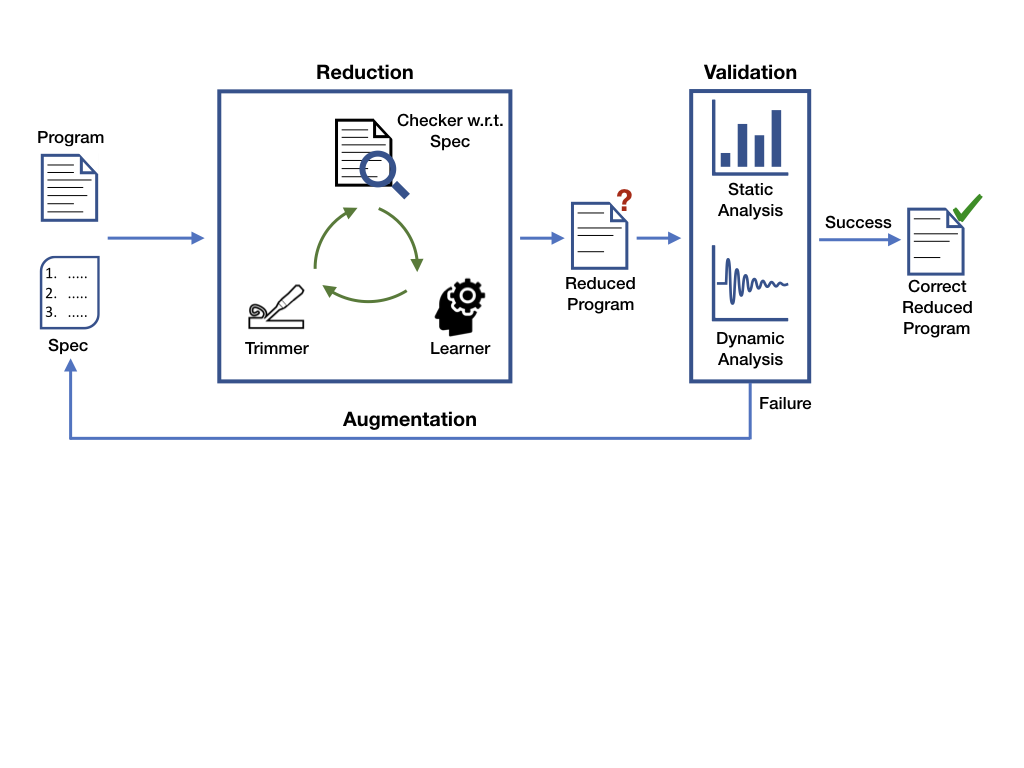 Reduction
Validation
Program
Checker w.r.t.
Spec
Static
Analysis
?
Reduced
Program
Success
Correct
Reduced
Program
1. .....
2. .....
3. .....
Spec
Trimmer
Learner
Dynamic
Analysis
Failure
Augmentation